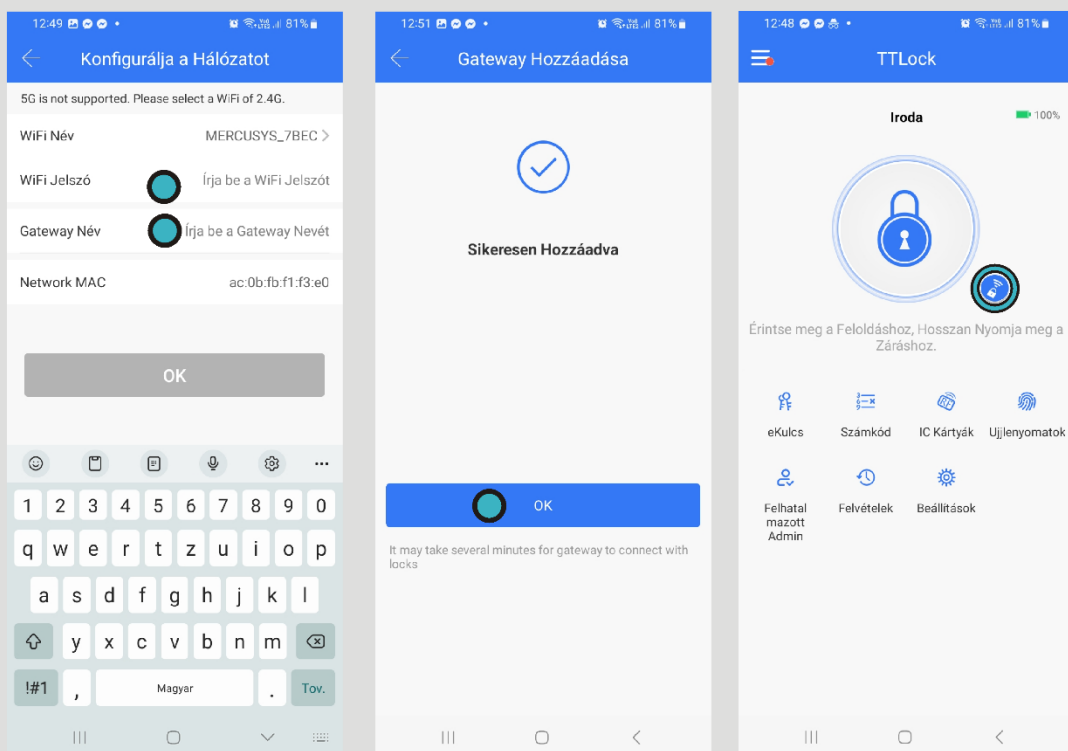 12:49
81%
Konfigurálja a Hálózatot
5G is not supported. Please select a WiFi of 2.4G.
WiFi Név MERCUSYS_7BEC
WiFi Jelszó Írja be a WiFi Jelszót
Gateway Név Írja be a Gateway Nevét
Network MAC ac:0b:fb:f1:f3:e0
OK
1 2 3 4 5 6 7 8 9 0
q w e r t z u i o p
a s d f g h j k l
y x c v b n m
!#1 , Magyar . Tov.
12:51
81%
Gateway Hozzáadása
Sikeresen Hozzáadva
OK
It may take several minutes for gateway to connect with
locks
12:48
81%
TTLock
Iroda
100%
Érintse meg a Feloldáshoz, Hosszan Nyomja meg a
Záráshoz.
eKulcs Számkód IC Kártyák Ujjlenyomatok
Felhatal
mazott
Admin
Felvételek
Beállítások